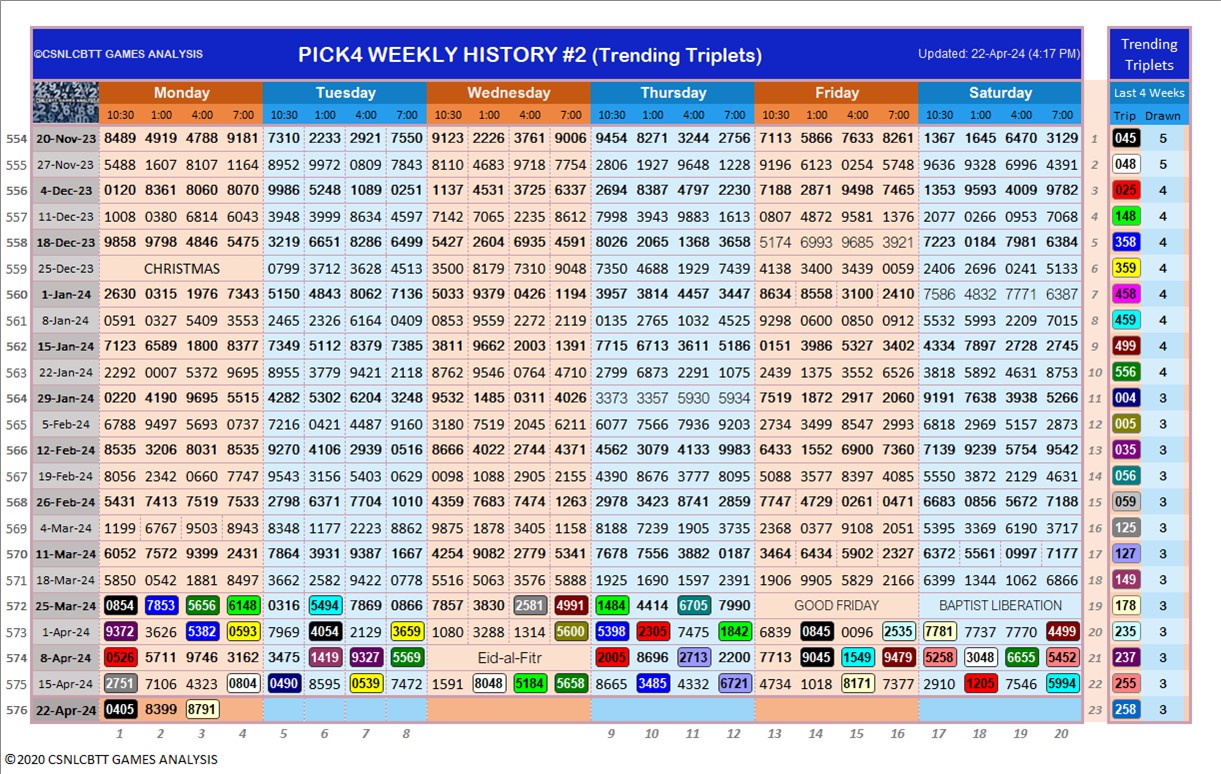 ©CSNLCBTT GAMES ANALYSIS PICK4 WEEKLY HISTORY #2 (Trending Triplets) Updated: 22-Apr-24 (4:17 PM) Trending Triplets
Monday Tuesday Wednesday Thursday Friday Saturday Last 4 Weeks
10:30 1:00 4:00 7:00 10:30 1:00 4:00 7:00 10:30 1:00 4:00 7:00 10:30 1:00 4:00 7:00 10:30 1:00 4:00 7:00 10:30 1:00 4:00 7:00 Trip Drawn
554 20-Nov-23 8489 4919 4788 9181 7310 2233 2921 7550 9123 2226 3761 9006 9454 8271 3244 2756 7113 5866 7633 8261 1367 1645 6470 3129 1 045 5
555 27-Nov-23 5488 1607 8107 1164 8952 9972 0809 7843 8110 4683 9718 7754 2806 1927 9648 1228 9196 6123 0254 5748 9636 9328 6996 4391 2 048 5
556 4-Dec-23 0120 8361 8060 8070 9986 5248 1089 0251 1137 4531 3725 6337 2694 8387 4797 2230 7188 2871 9498 7465 1353 9593 4009 9782 3 025 4
557 11-Dec-23 1008 0380 6814 6043 3948 3999 8634 4597 7142 7065 2235 8612 7998 3943 9883 1613 0807 4872 9581 1376 2077 0266 0953 7068 4 148 4
558 18-Dec-23 9858 9798 4846 5475 3219 6651 8286 6499 5427 2604 6935 4591 8026 2065 1368 3658 5174 6993 9685 3921 7223 0184 7981 6384 5 358 4
559 25-Dec-23 CHRISTMAS 0799 3712 3628 4513 3500 8179 7310 9048 7350 4688 1929 7439 4138 3400 3439 0059 2406 2696 0241 5133 6 359 4
560 1-Jan-24 2630 0315 1976 7343 5150 4843 8062 7136 5033 9379 0426 1194 3957 3814 4457 3447 8634 8558 3100 2410 7586 4832 7771 6387 7 458 4
561 8-Jan-24 0591 0327 5409 3553 2465 2326 6164 0409 0853 9559 2272 2119 0135 2765 1032 4525 9298 0600 0850 0912 5532 5993 2209 7015 8 459 4
562 15-Jan-24 7123 6589 1800 8377 7349 5112 8379 7385 3811 9662 2003 1391 7715 6713 3611 5186 0151 3986 5327 3402 4334 7897 2728 2745 9 499 4
563 22-Jan-24 2292 0007 5372 9695 8955 3779 9421 2118 8762 9546 0764 4710 2799 6873 2291 1075 2439 1375 3552 6526 3818 5892 4631 8753 10 556 4
564 29-Jan-24 0220 4190 9695 5515 4282 5302 6204 3248 9532 1485 0311 4026 3373 3357 5930 5934 7519 1872 2917 2060 9191 7638 3938 5266 11 004 3
565 5-Feb-24 6788 9497 5693 0737 7216 0421 4487 9160 3180 7519 2045 6211 6077 7566 7936 9203 2734 3499 8547 2993 6818 2969 5157 2873 12 005 3
566 12-Feb-24 8535 3206 8031 8535 9270 4106 2939 0516 8666 4022 2744 4371 4562 3079 4133 9983 6433 1552 6900 7360 7139 9239 5754 9542 13 035 3
567 19-Feb-24 8056 2342 0660 7747 9543 3156 5403 0629 9098 1088 2905 2155 4390 8676 3777 8095 5088 3577 8397 4085 5550 3872 2129 4631 14 056 3
568 26-Feb-24 5431 7413 7519 7533 2798 6371 7704 1010 4359 7683 7474 1263 2978 3423 8741 2859 7747 4729 0261 0471 6683 0856 5672 7188 15 059 3
569 4-Mar-24 1199 6767 9503 8943 8348 1177 2223 8862 9875 1878 3405 1158 8188 7239 1905 3735 2368 0377 9108 2051 5395 3369 6190 3717 16 125 3
570 11-Mar-24 6052 7572 9399 2431 7864 3931 9387 1667 4254 9082 2779 5341 7678 7556 3882 0187 3464 6434 5902 2327 6372 5561 0997 7177 17 127 3
571 18-Mar-24 5850 0542 1881 8497 3662 2582 9422 0778 5516 5063 3576 5888 1925 1690 1597 2391 1906 9905 5829 2166 6399 1344 1062 6866 18 149 3
572 25-Mar-24 0854 7853 5656 6148 0316 5494 7869 0866 7857 3830 2581 4991 1484 4414 6705 7990 GOOD FRIDAY BAPTIST LIBERATION 19 178 3
573 1-Apr-24 9372 3626 5382 0593 7969 4054 2129 3659 1080 3288 1314 5600 5398 2305 7475 1842 6839 0845 0096 2535 7781 7737 7770 4499 20 235 3
574 8-Apr-24 0526 5711 9746 3162 3475 1419 9327 5569 Eid-al-Fitr 2005 8696 2713 2200 7713 9045 1549 9479 5258 3048 6655 5452 21 237 3
575 15-Apr-24 2751 7106 4323 0804 0490 8595 0539 7472 1591 8048 5184 5658 8665 3485 4332 6721 4734 1018 8171 7377 2910 1205 7546 5994 22 255 3
576 22-Apr-24 0405 8399 8791 23 258 3
1 2 3 4 5 6 7 8 9 10 11 12 13 14 15 16 17 18 19 20
©2020 CSNLCBTT GAMES ANALYSIS